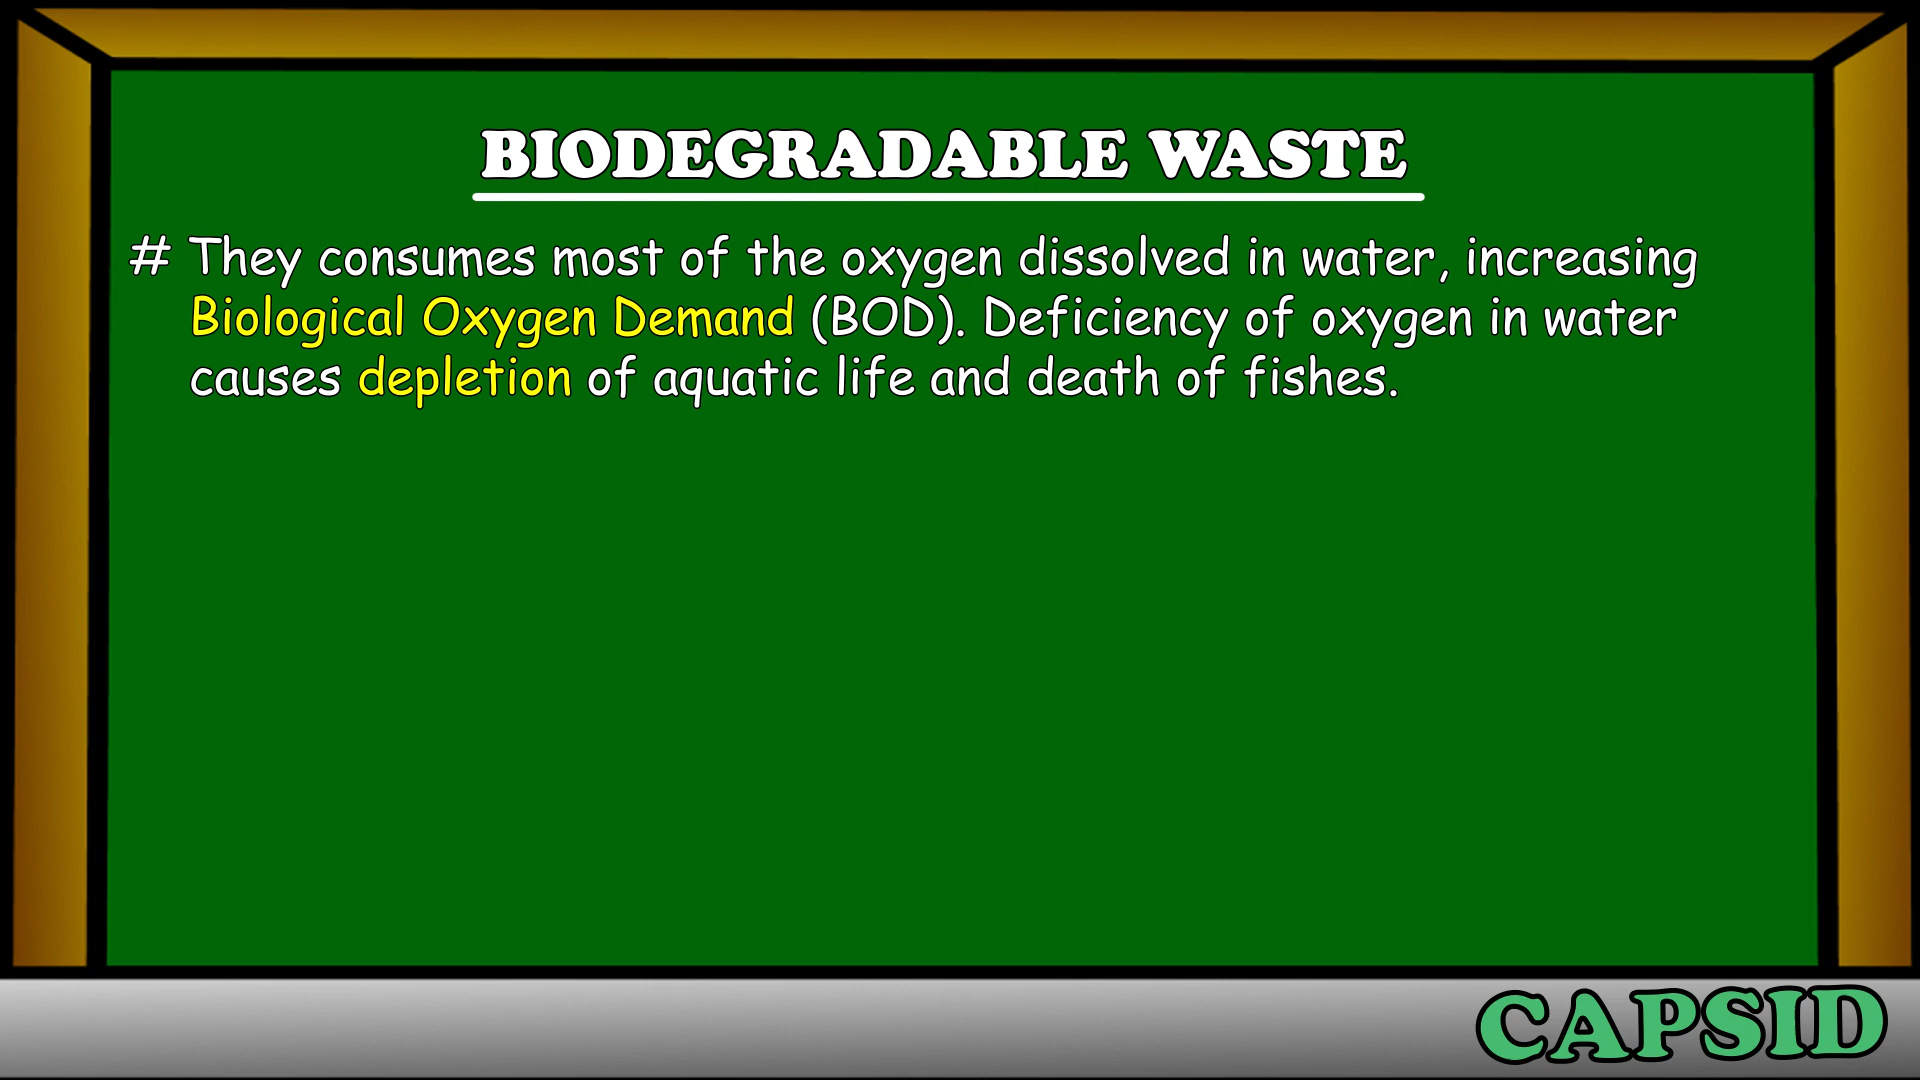 BIODEGRADABLE WASTE
# They consumes most of the oxygen dissolved in water, increasing
Biological Oxygen Demand (BOD). Deficiency of oxygen in water
causes depletion of aquatic life and death of fishes.
CAPSID